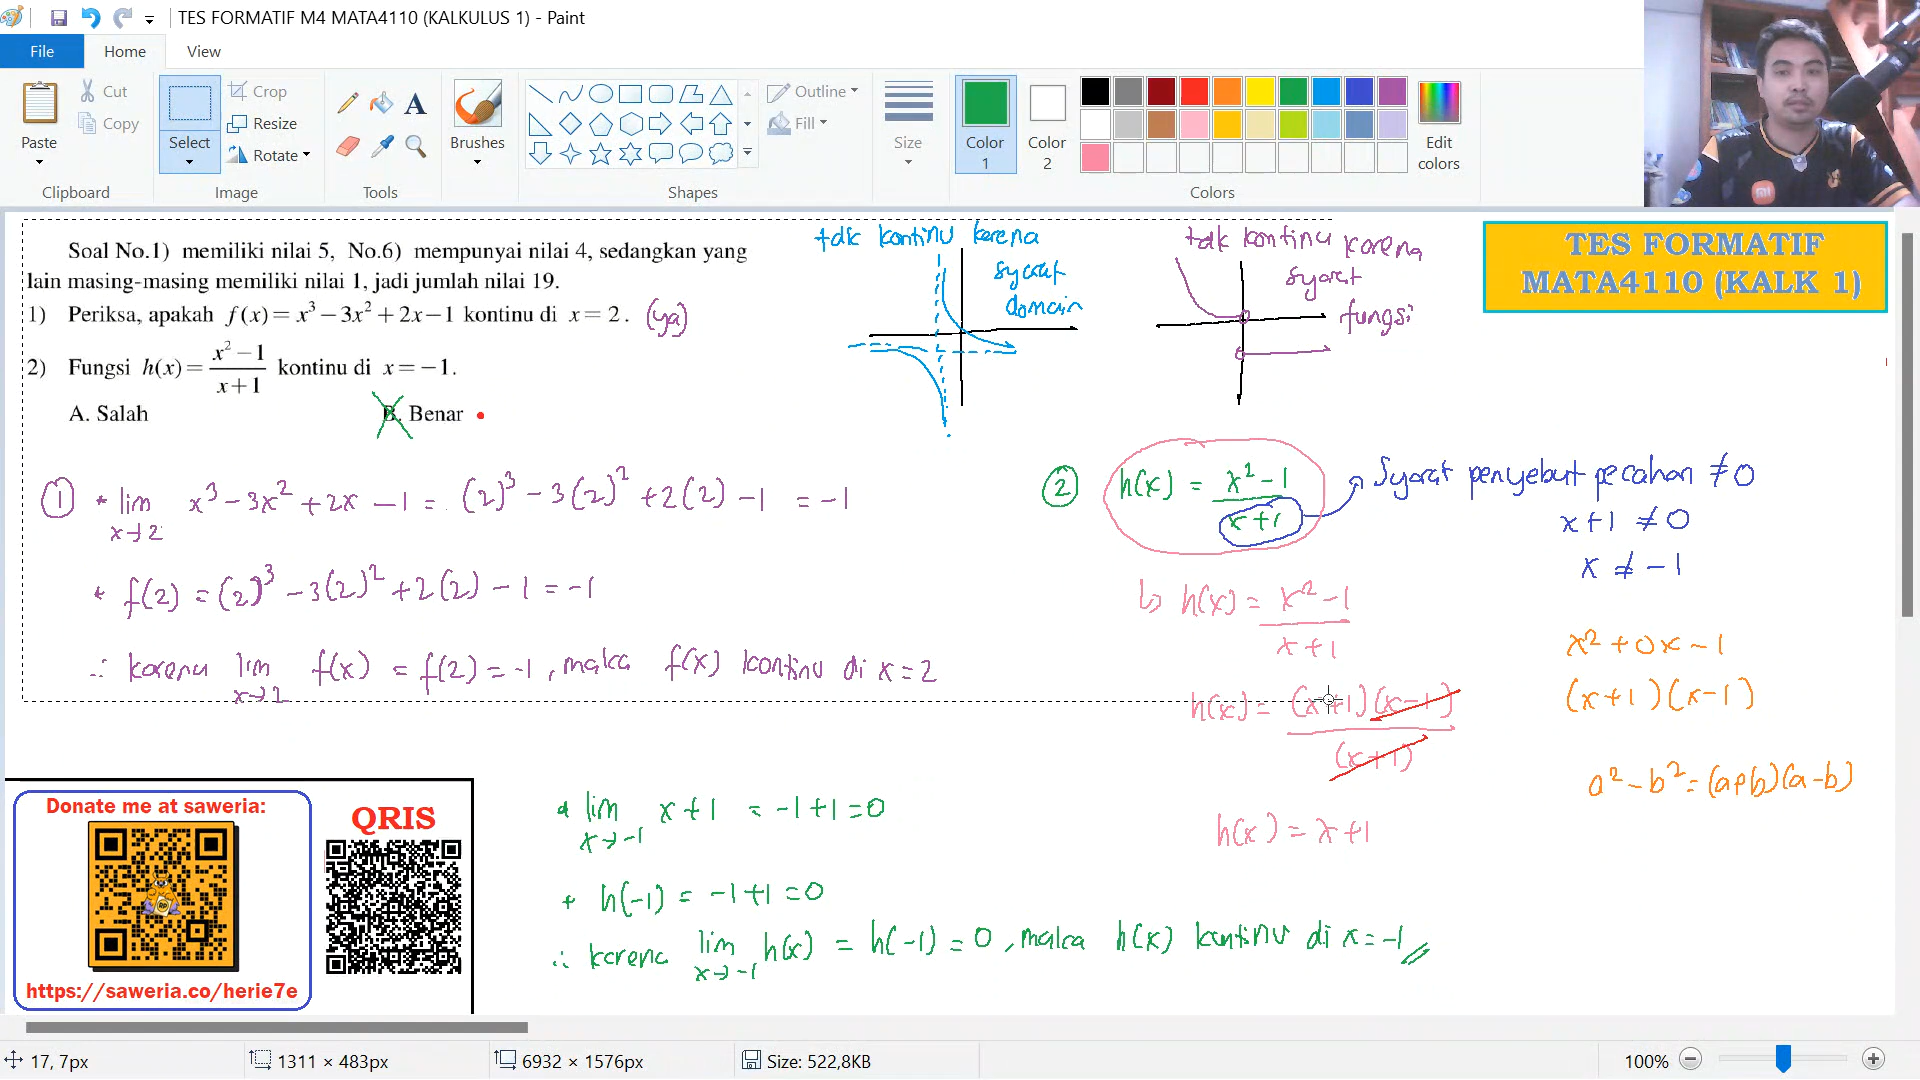 TES FORMATIF M4 MATA4110 (KALKULUS 1) - Paint
File Home View
Paste Cut Copy Clipboard
Select Crop Resize Rotate Image
Tools
Brushes
Shapes
Outline Fill
Size
Color 1 Color 2 Edit colors Colors
Soal No.1) memiliki nilai 5, No.6) mempunyai nilai 4, sedangkan yang
lain masing-masing memiliki nilai 1, jadi jumlah nilai 19.
1) Periksa, apakah f(x) = x³ − 3x² + 2x − 1 kontinu di x = 2. (ya)
2) Fungsi h(x) = (x² − 1)/(x + 1) kontinu di x = −1.
A. Salah B. Benar
tdk kontinu karena
syarat
domain
tdk kontinu karena
syarat
fungsi
TES FORMATIF
MATA4110 (KALK 1)
① * lim x→2 x³ − 3x² + 2x − 1 = (2)³ − 3(2)² + 2(2) − 1 = −1
* f(2) = (2)³ − 3(2)² + 2(2) − 1 = −1
∴ karena lim x→2 f(x) = f(2) = −1, maka f(x) kontinu di x = 2
② h(x) = (x² − 1)/(x + 1) → Syarat penyebut pecahan ≠ 0
x + 1 ≠ 0
x ≠ −1
↳ h(x) = (x² − 1)/(x + 1)
h(x) = (x+1)(x−1)/(x+1)
h(x) = x + 1
x² + 0x − 1
(x+1)(x−1)
a² − b² = (a+b)(a−b)
* lim x→−1 x + 1 = −1 + 1 = 0
* h(−1) = −1 + 1 = 0
∴ karena lim x→−1 h(x) = h(−1) = 0, maka h(x) kontinu di x = −1
Donate me at saweria:
RP
https://saweria.co/herie7e
QRIS
17, 7px 1311 × 483px 6932 × 1576px Size: 522,8KB 100%